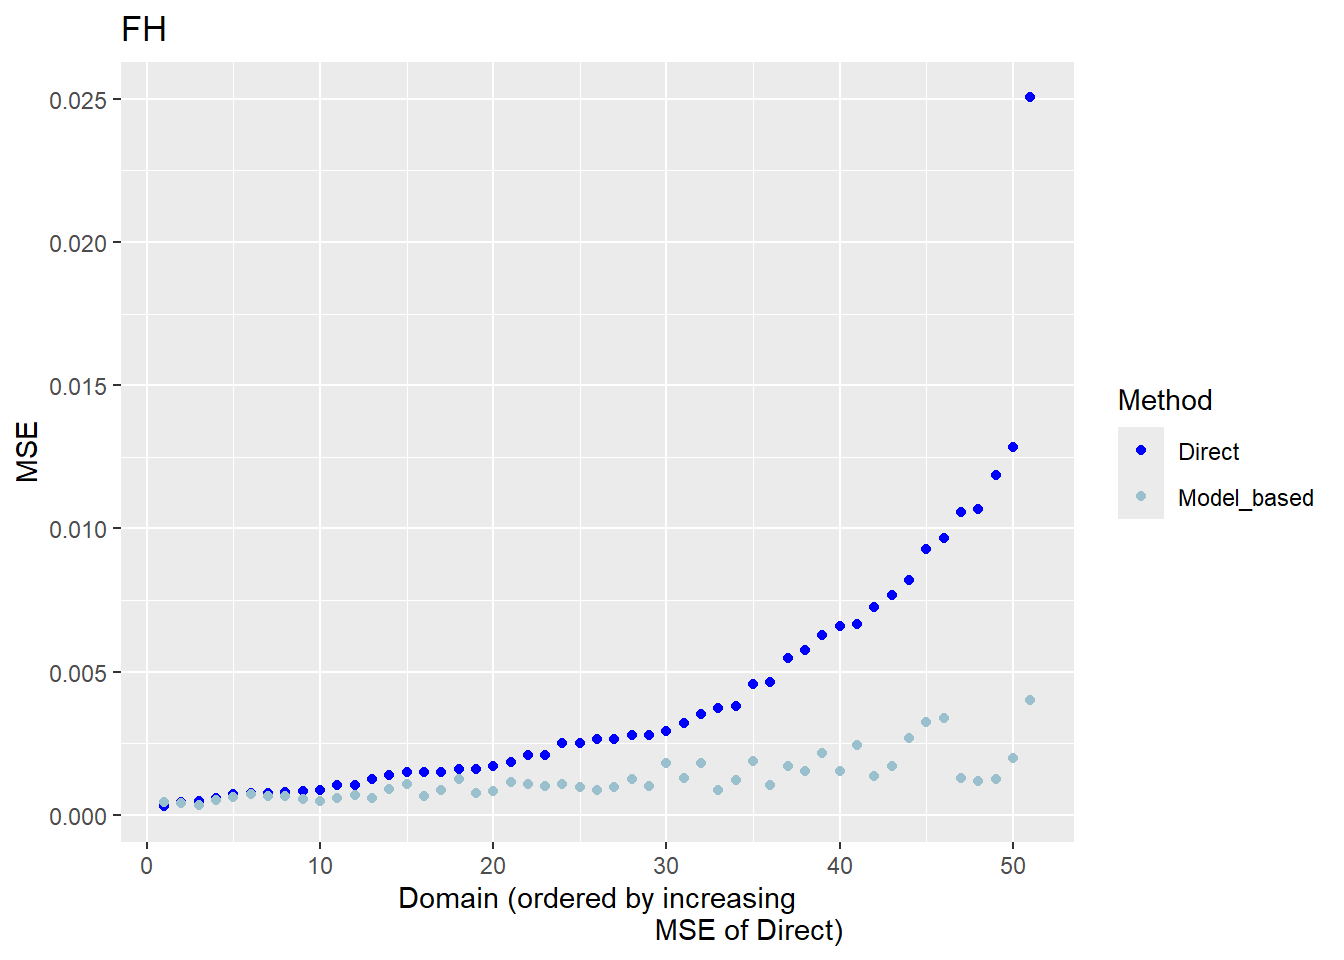 FH
0.025
0.020
0.015
0.010
0.005
0.000
MSE
0 10 20 30 40 50
Domain (ordered by increasing
MSE of Direct)
Method
Direct
Model_based